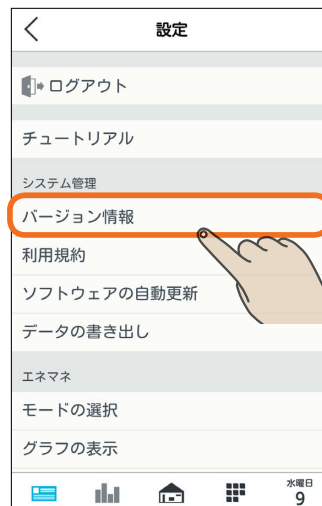 設定
ログアウト
チュートリアル
システム管理
バージョン情報
利用規約
ソフトウェアの自動更新
データの書き出し
エネマネ
モードの選択
グラフの表示
水曜日
9